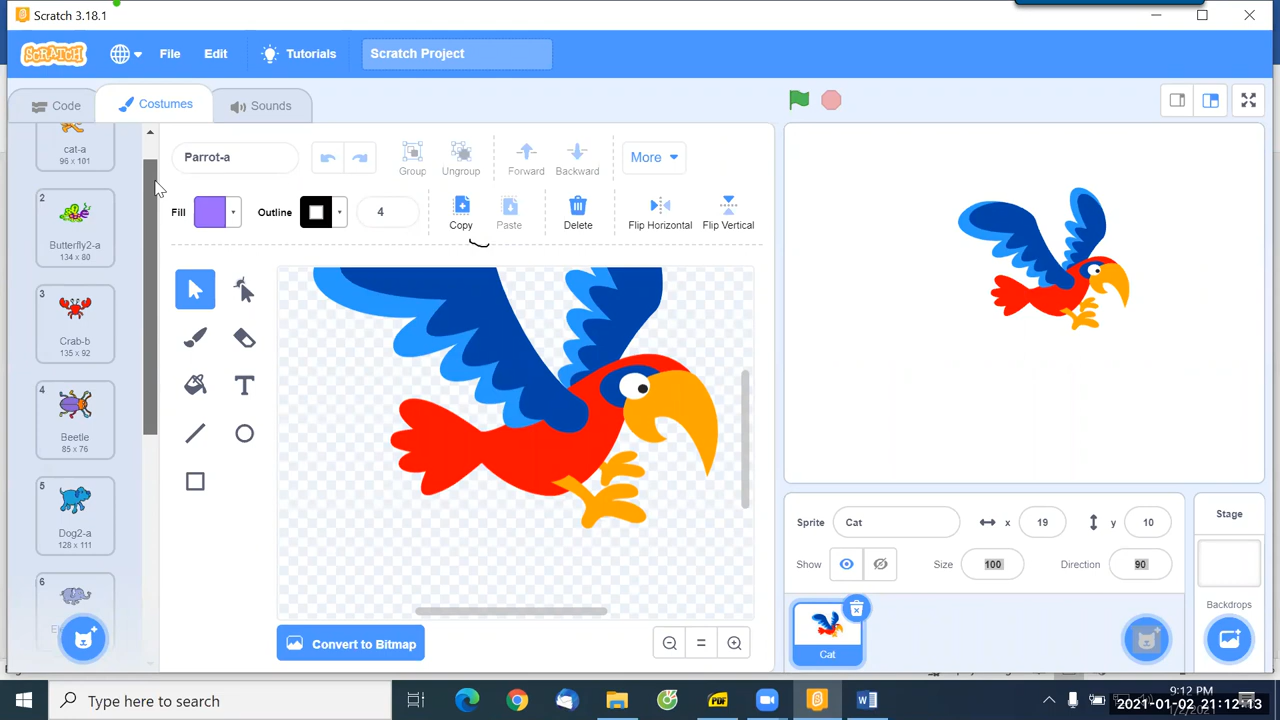 Scratch 3.18.1
SCRATCH
File
Edit
Tutorials
Scratch Project
Code
Costumes
Sounds
cat-a
96 x 101
2
Butterfly2-a
134 x 80
3
Crab-b
135 x 92
4
Beetle
85 x 76
5
Dog2-a
128 x 111
6
Parrot-a
Group
Ungroup
Forward
Backward
More
Fill
Outline
4
Copy
Paste
Delete
Flip Horizontal
Flip Vertical
T
Convert to Bitmap
Sprite
Cat
x
19
y
10
Show
Size
100
Direction
90
Cat
Stage
Backdrops
Type here to search
PDF
9:12 PM
2021-01-02 21:12:13